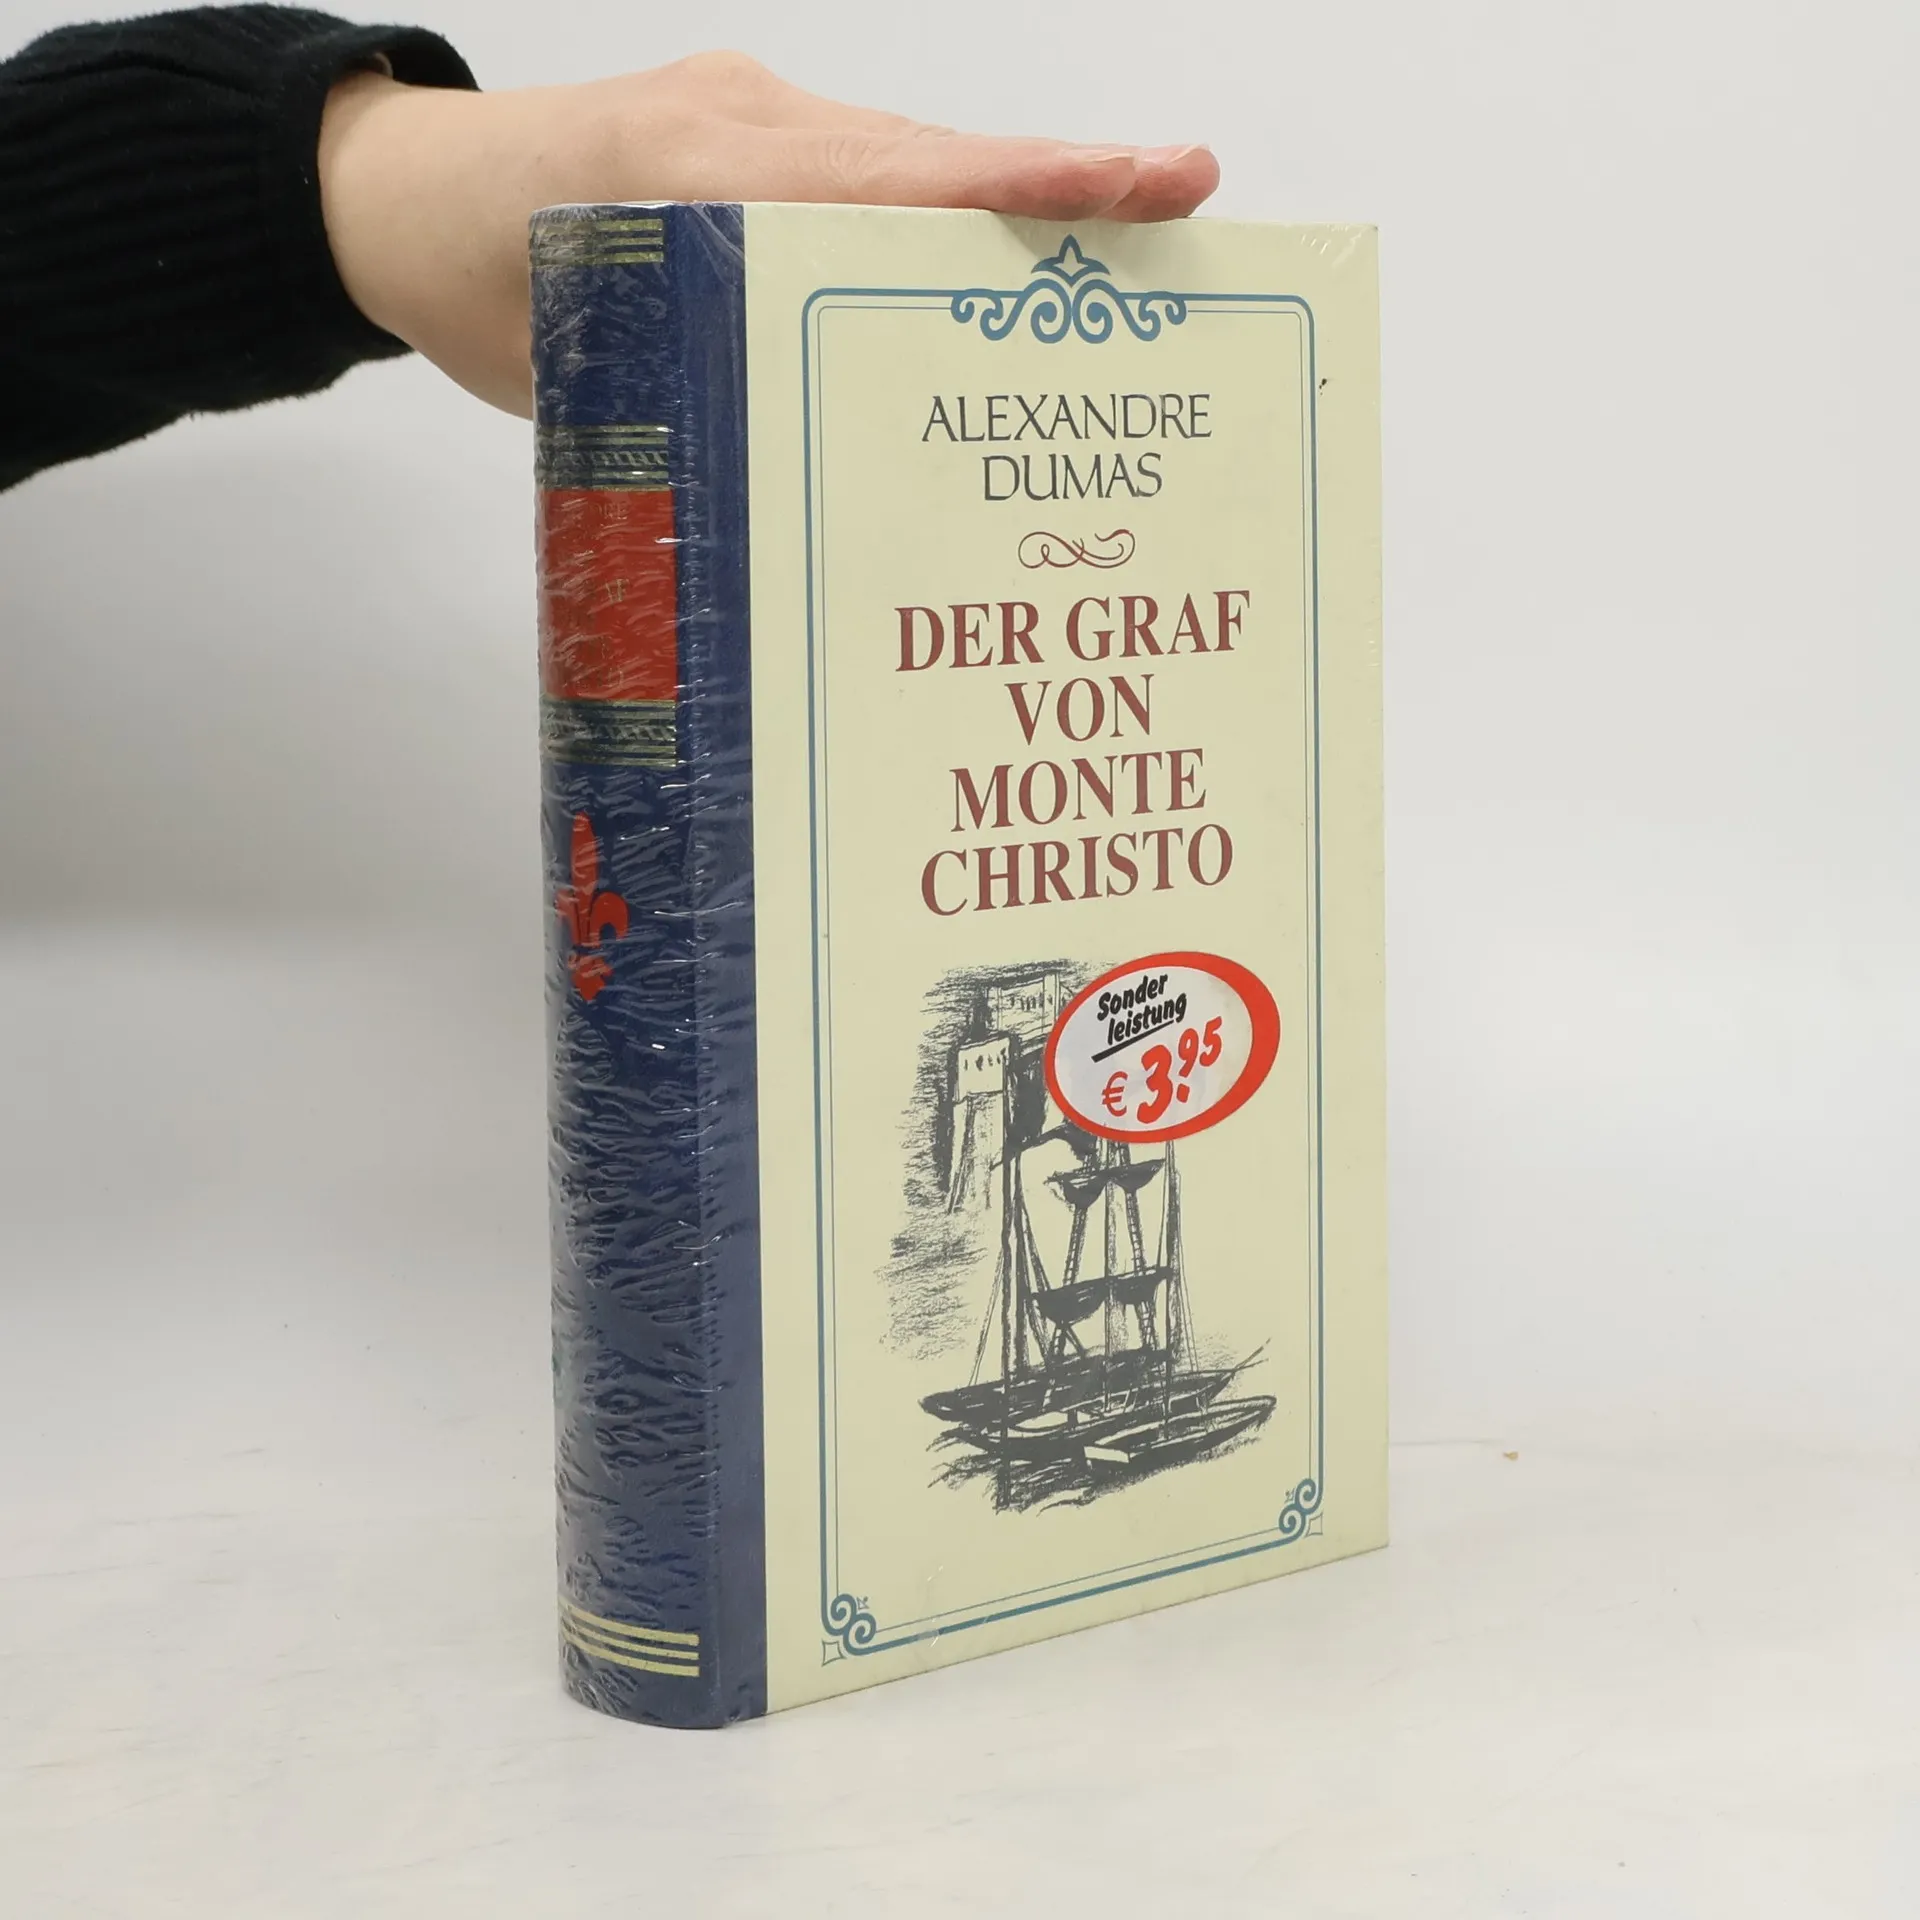 ALEXANDRE
DUMAS
DER GRAF
VON
MONTE
CHRISTO
Sonder
leistung
€ 3.95